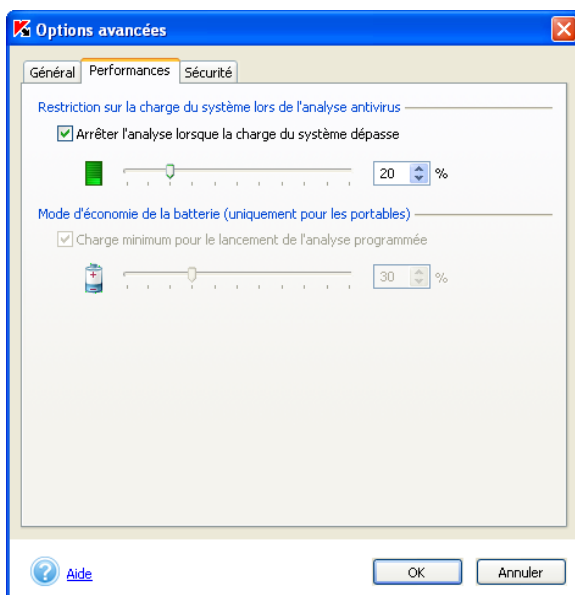 Options avancées
Général Performances Sécurité
Restriction sur la charge du système lors de l'analyse antivirus
Arrêter l'analyse lorsque la charge du système dépasse
20 %
Mode d'économie de la batterie (uniquement pour les portables)
Charge minimum pour le lancement de l'analyse programmée
30 %
Aide OK Annuler